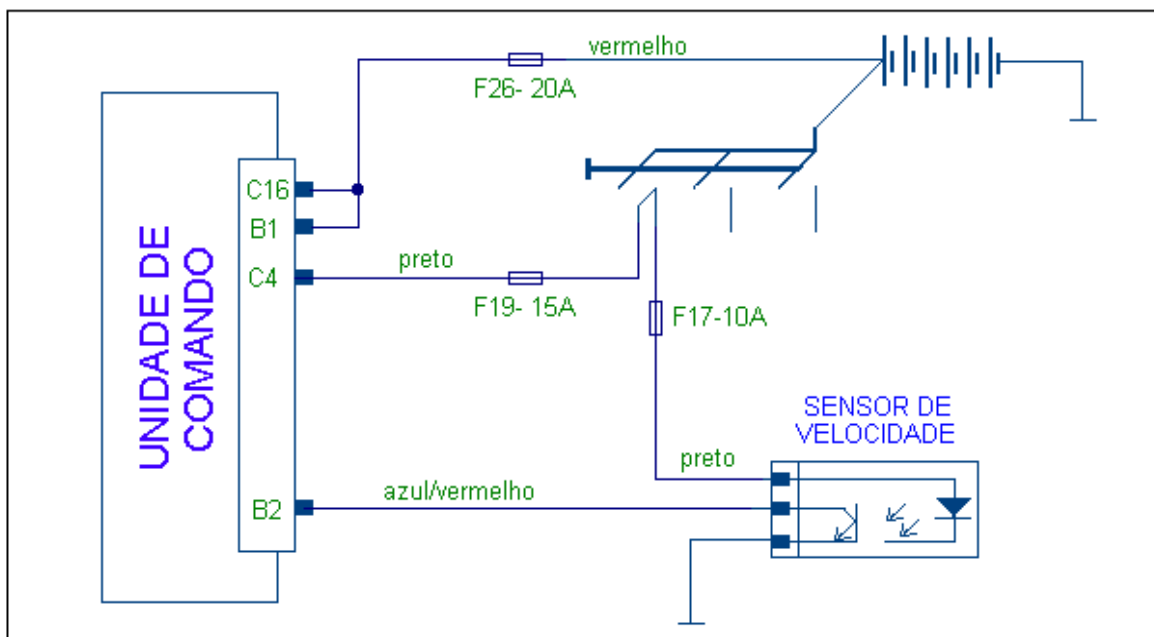 vermelho
F26- 20A
C16
B1
C4
preto
F19- 15A
F17-10A
UNIDADE DE
COMANDO
SENSOR DE
VELOCIDADE
preto
azul/vermelho
B2